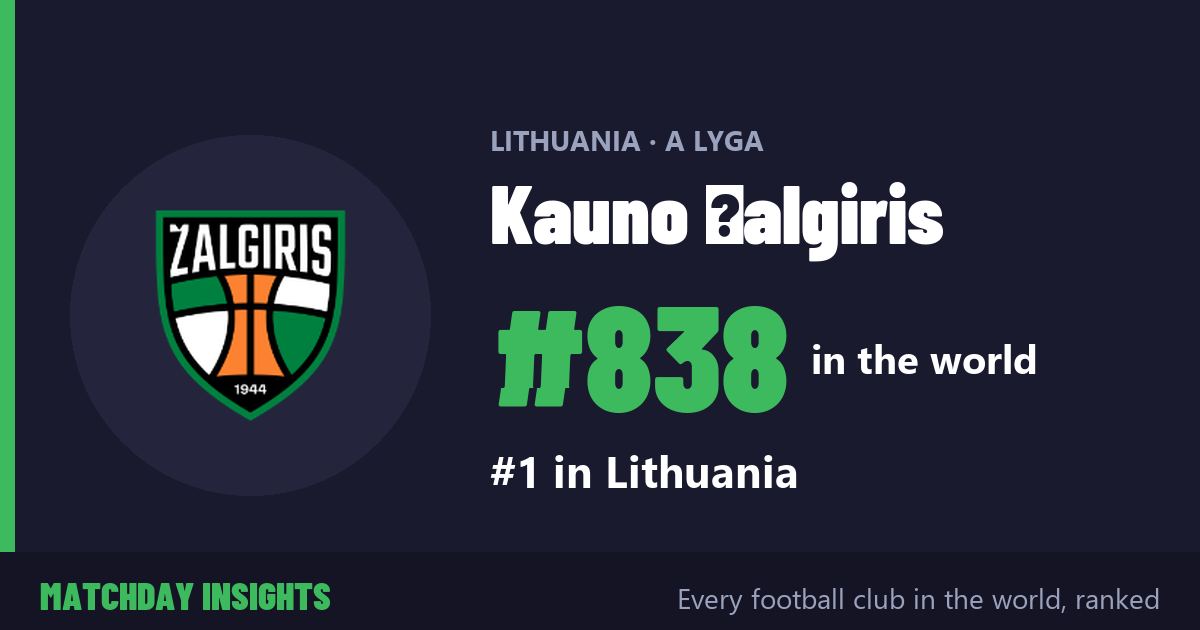 LITHUANIA · A LYGA
Kauno �algiris
ŽALGIRIS
1944
#838 in the world
#1 in Lithuania
MATCHDAY INSIGHTS
Every football club in the world, ranked